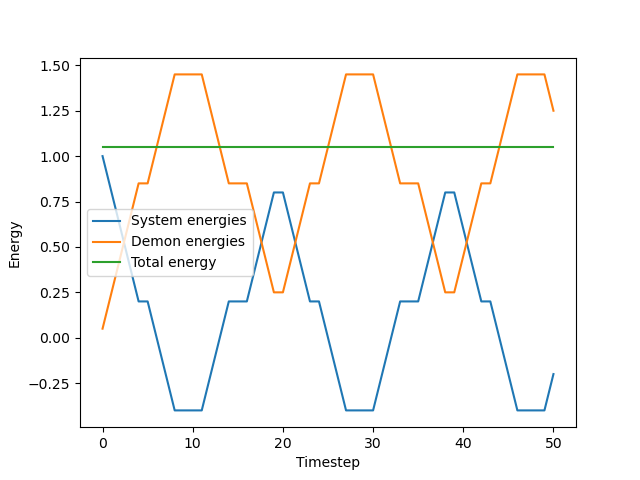 1.50
1.25
1.00
0.75
0.50
0.25
0.00
−0.25
Energy
System energies
Demon energies
Total energy
0 10 20 30 40 50
Timestep